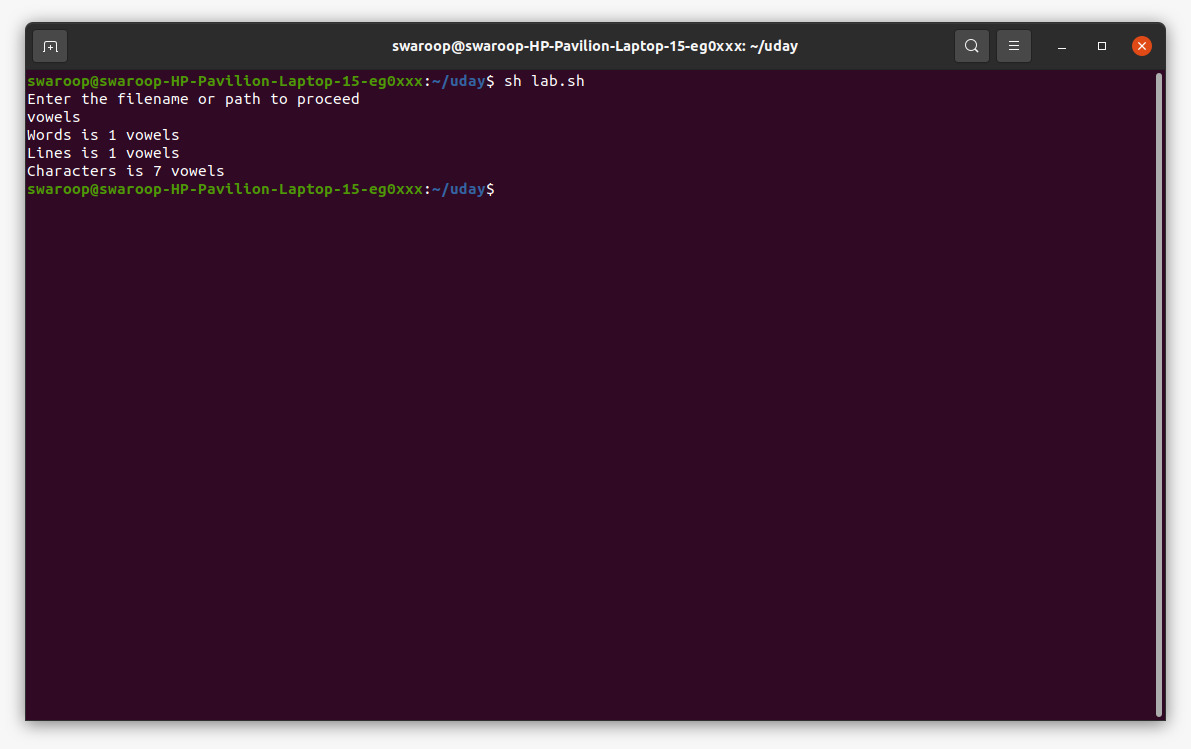 swaroop@swaroop-HP-Pavilion-Laptop-15-eg0xxx: ~/uday
swaroop@swaroop-HP-Pavilion-Laptop-15-eg0xxx:~/uday$ sh lab.sh
Enter the filename or path to proceed
vowels
Words is 1 vowels
Lines is 1 vowels
Characters is 7 vowels
swaroop@swaroop-HP-Pavilion-Laptop-15-eg0xxx:~/uday$